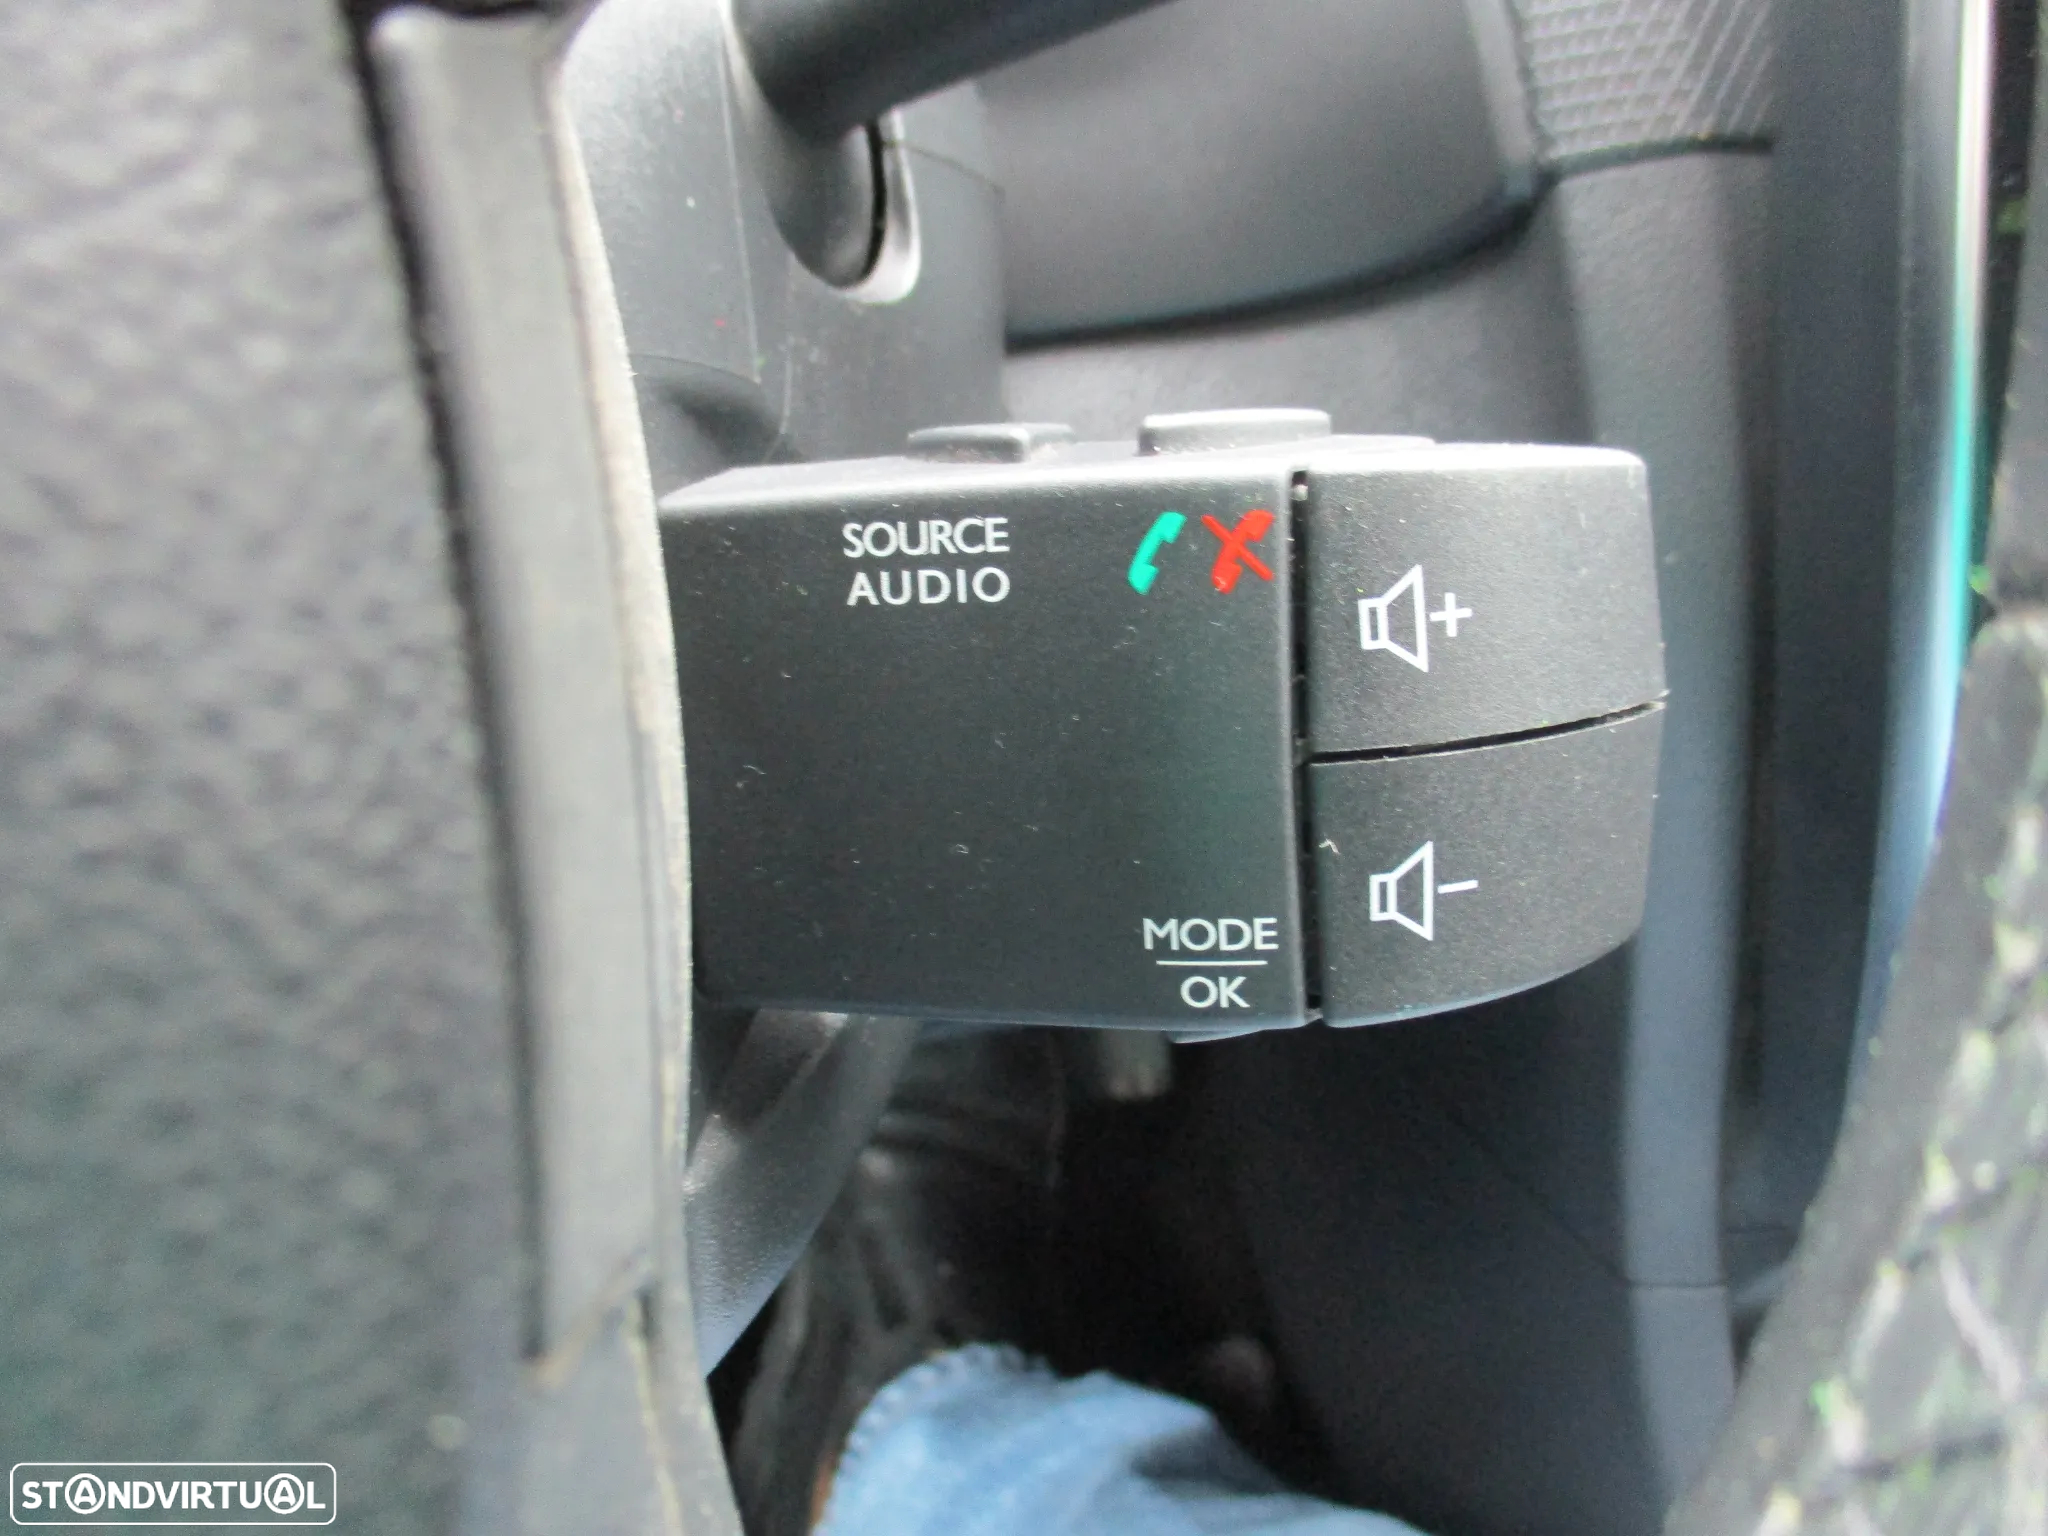 SOURCE
AUDIO
+
-
MODE
OK
STANDVIRTUAL